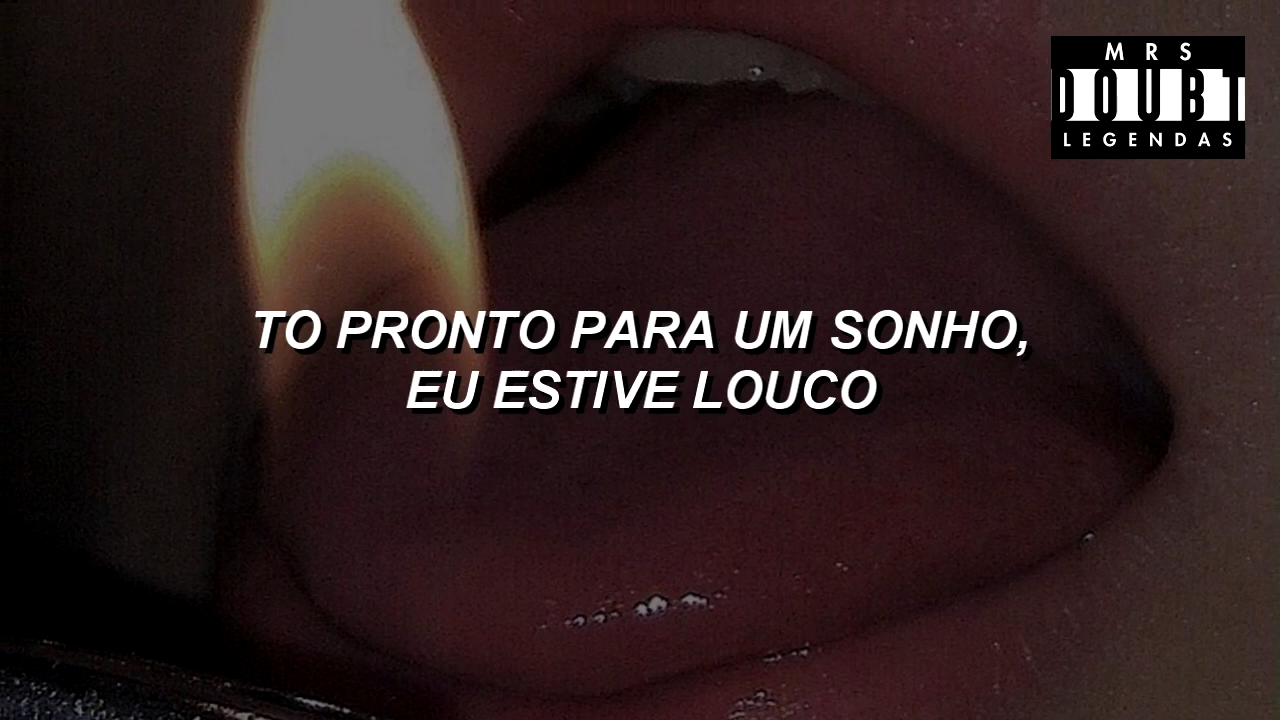 MRS
DOUBT
LEGENDAS
TO PRONTO PARA UM SONHO,
EU ESTIVE LOUCO